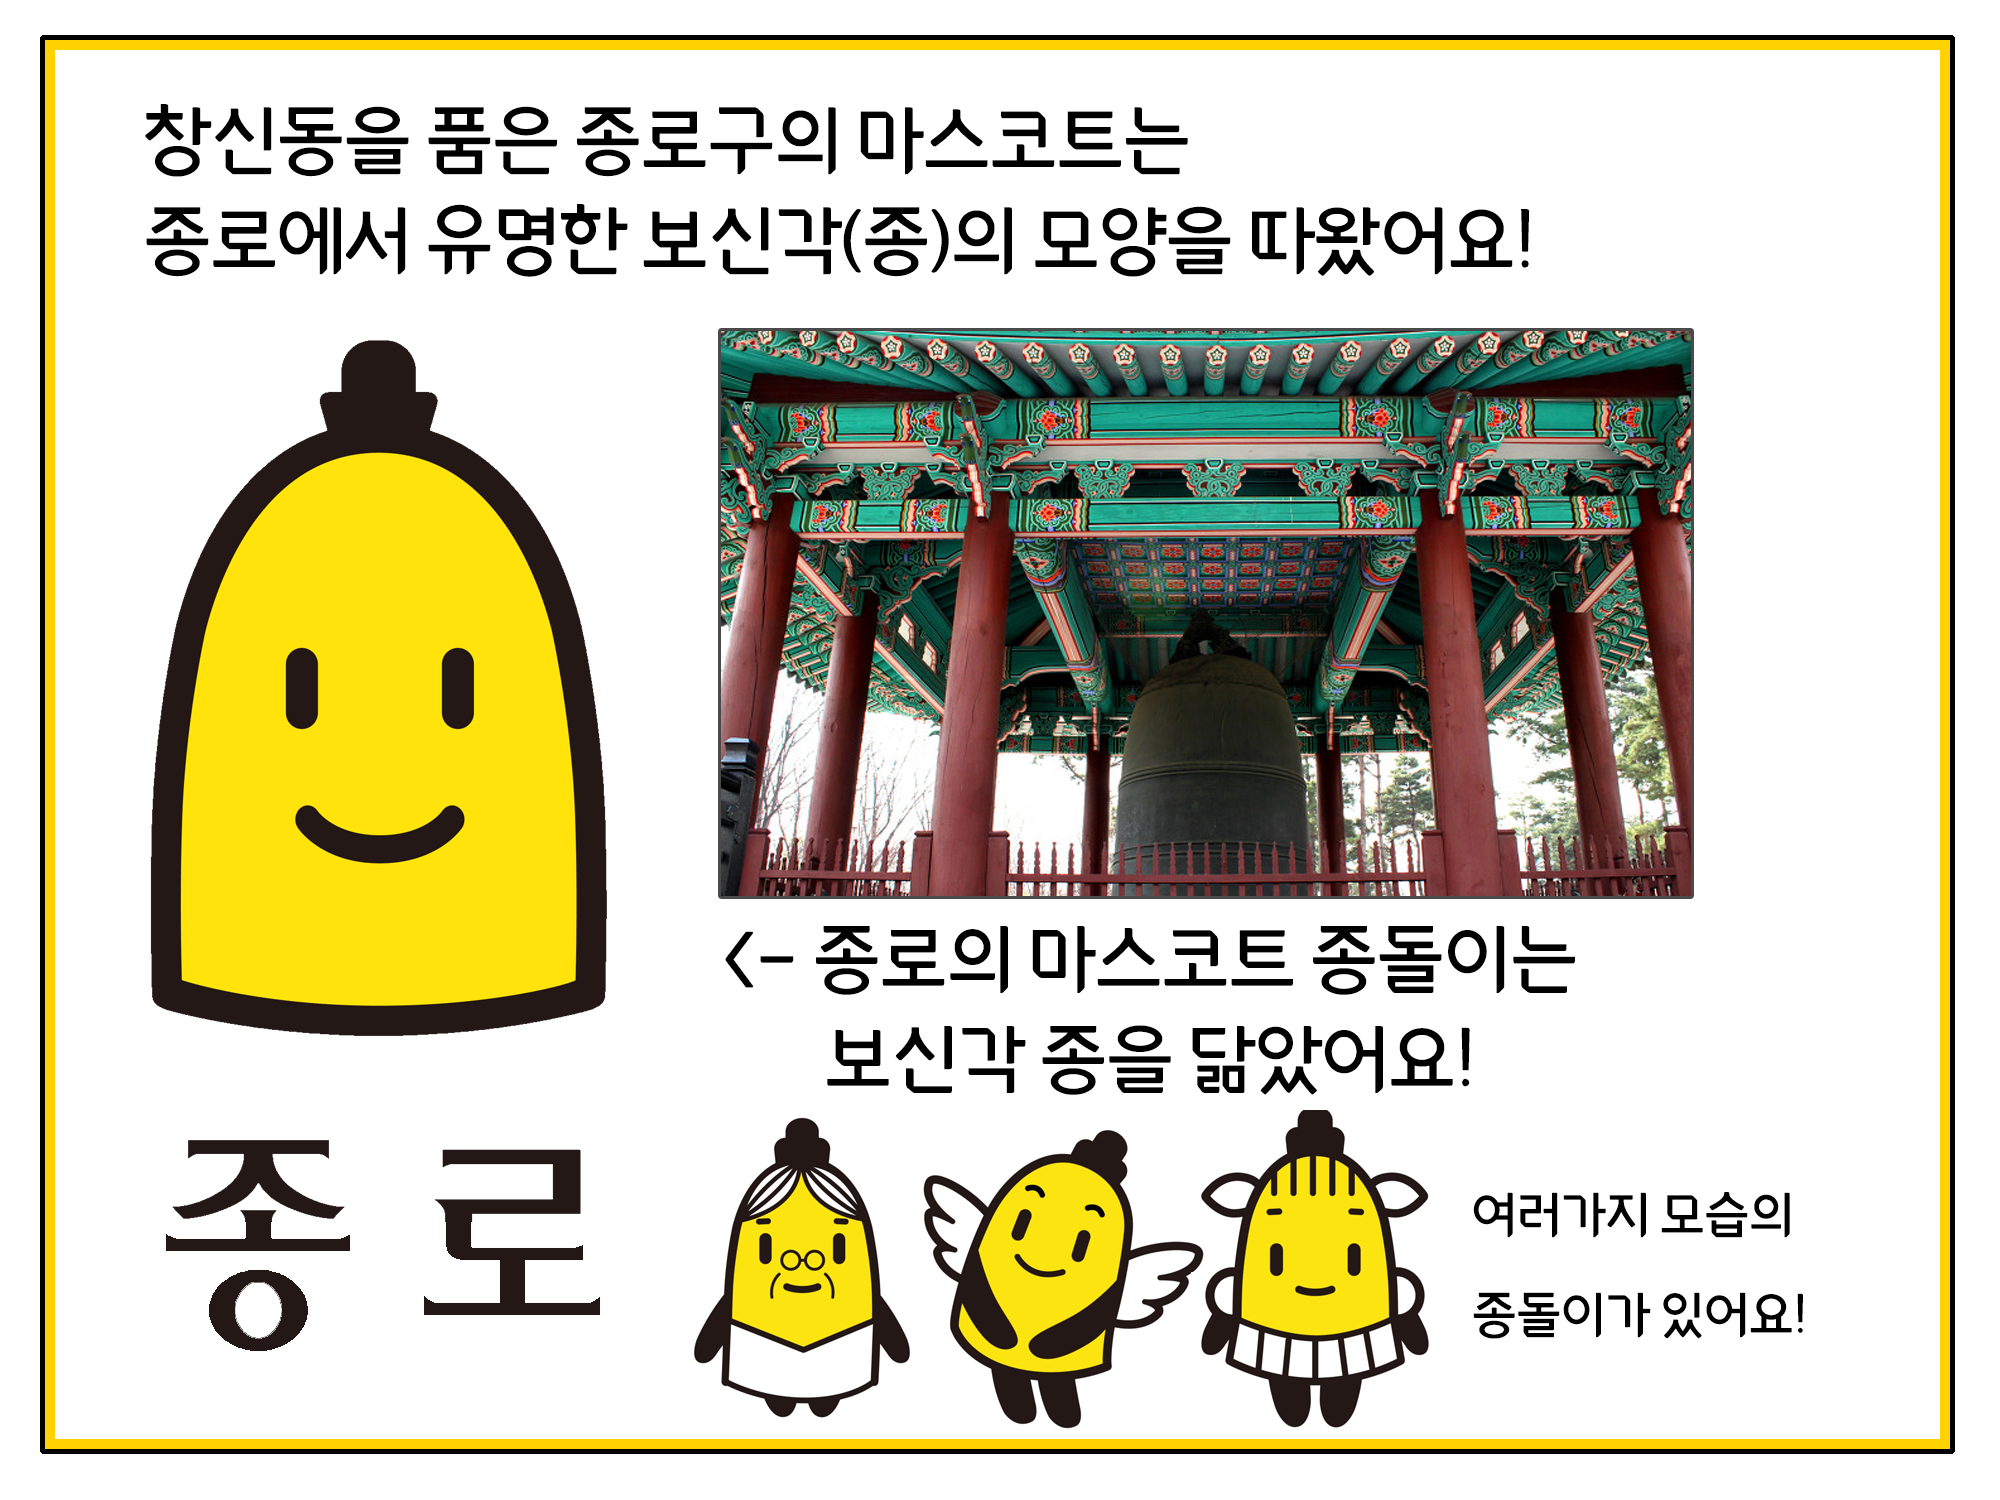 창신동을 품은 종로구의 마스코트는
종로에서 유명한 보신각(종)의 모양을 따왔어요!
<- 종로의 마스코트 종돌이는
보신각 종을 닮았어요!
종로
여러가지 모습의
종돌이가 있어요!